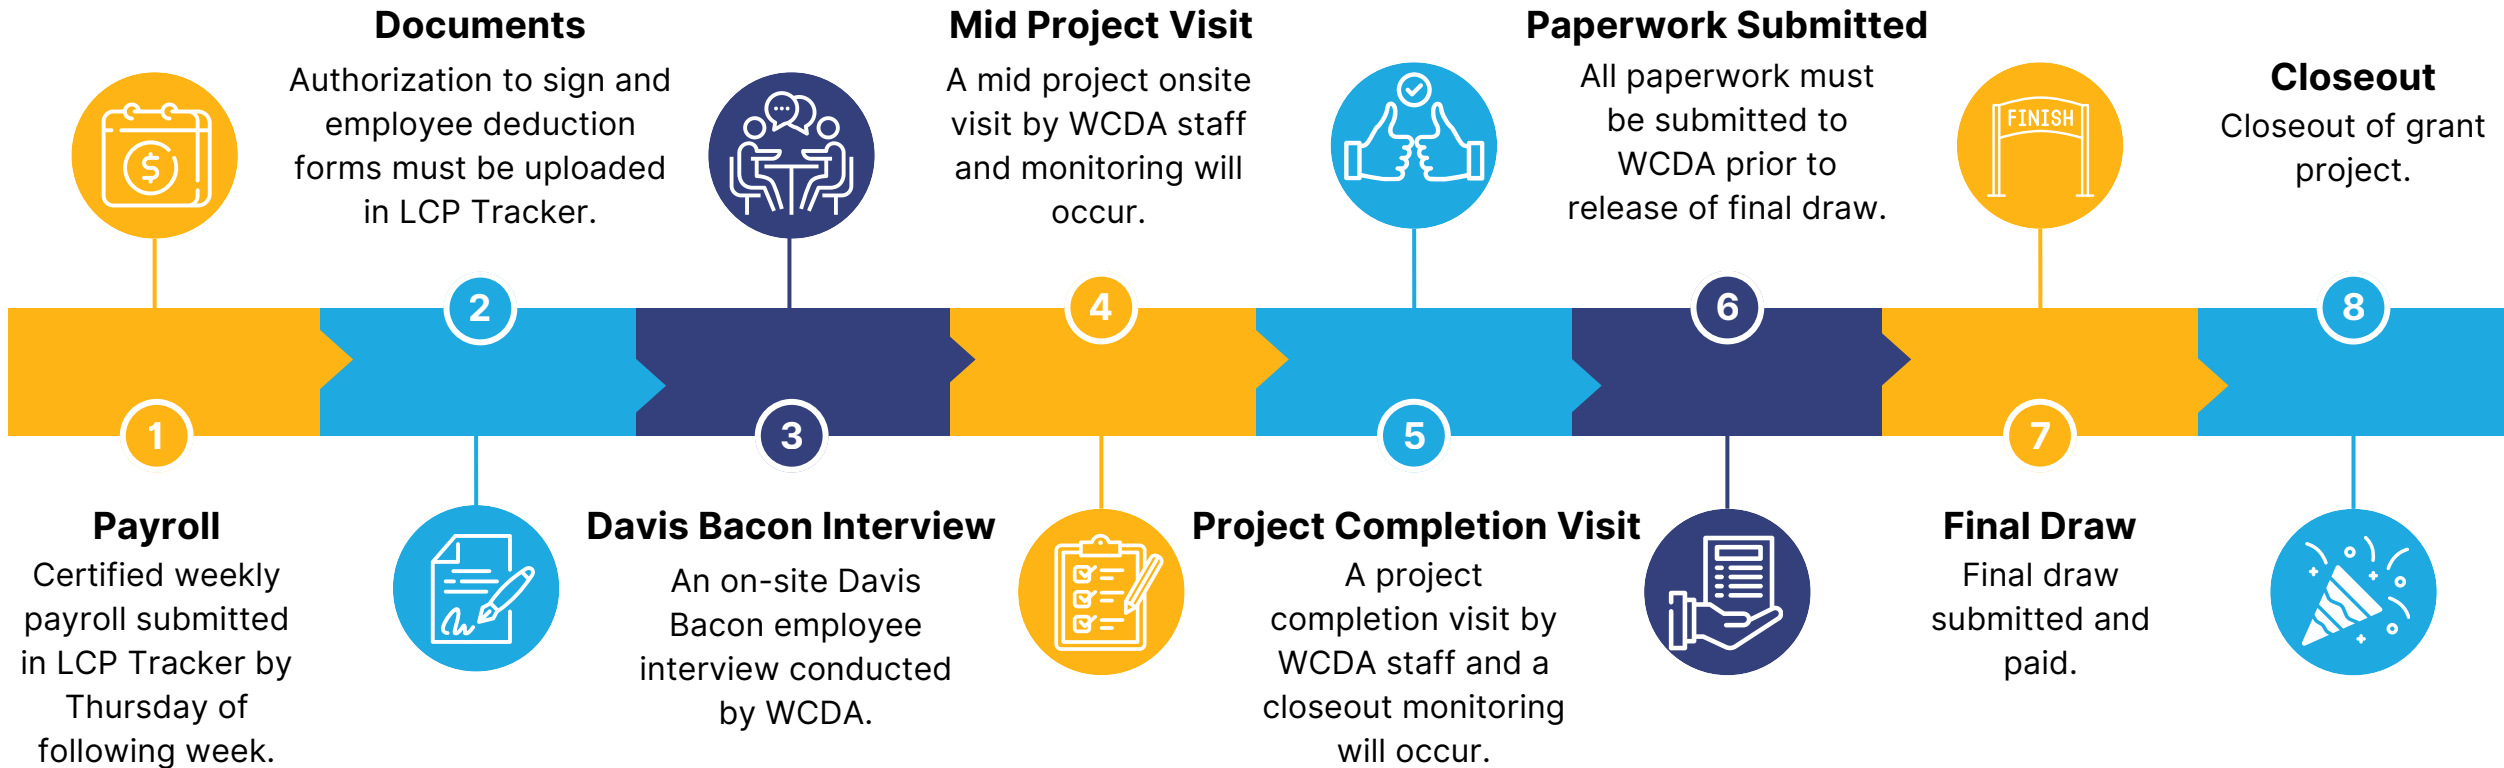 1
Payroll
Certified weekly
payroll submitted
in LCP Tracker by
Thursday of
following week.
$
2
Documents
Authorization to sign and
employee deduction
forms must be uploaded
in LCP Tracker.
3
Davis Bacon Interview
An on-site Davis
Bacon employee
interview conducted
by WCDA.
4
Mid Project Visit
A mid project onsite
visit by WCDA staff
and monitoring will
occur.
5
Project Completion Visit
A project
completion visit by
WCDA staff and a
closeout monitoring
will occur.
6
Paperwork Submitted
All paperwork must
be submitted to
WCDA prior to
release of final draw.
7
FINISH
Final Draw
Final draw
submitted and
paid.
8
Closeout
Closeout of grant
project.